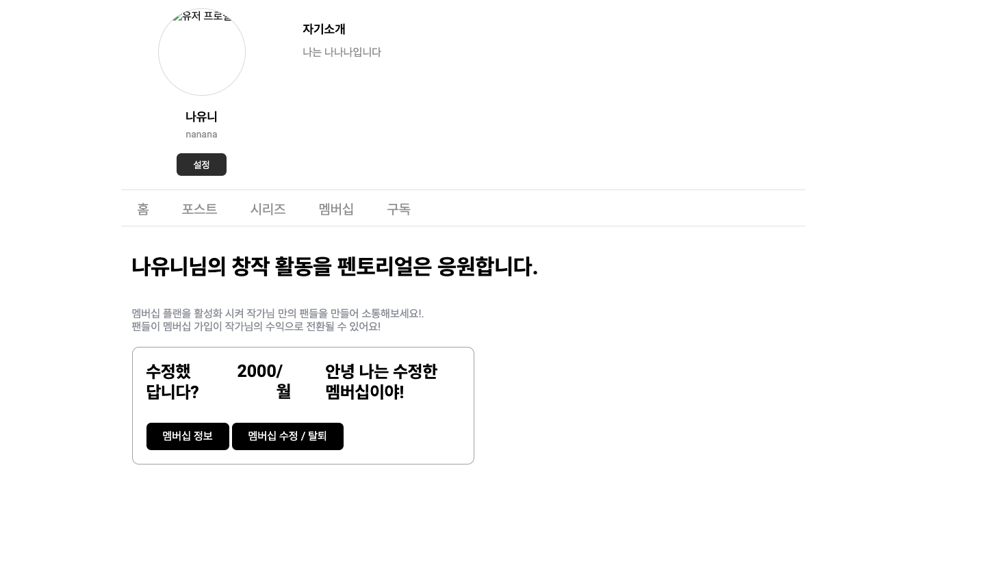 유저 프로필
자기소개
나는 나나나입니다
나유니
nanana
설정
홈 포스트 시리즈 멤버십 구독
나유니님의 창작 활동을 펜토리얼은 응원합니다.
멤버십 플랜을 활성화 시켜 작가님 만의 팬들을 만들어 소통해보세요!.
팬들이 멤버십 가입이 작가님의 수익으로 전환될 수 있어요!
수정했 2000/ 안녕 나는 수정한
답니다? 월 멤버십이야!
멤버십 정보 멤버십 수정 / 탈퇴